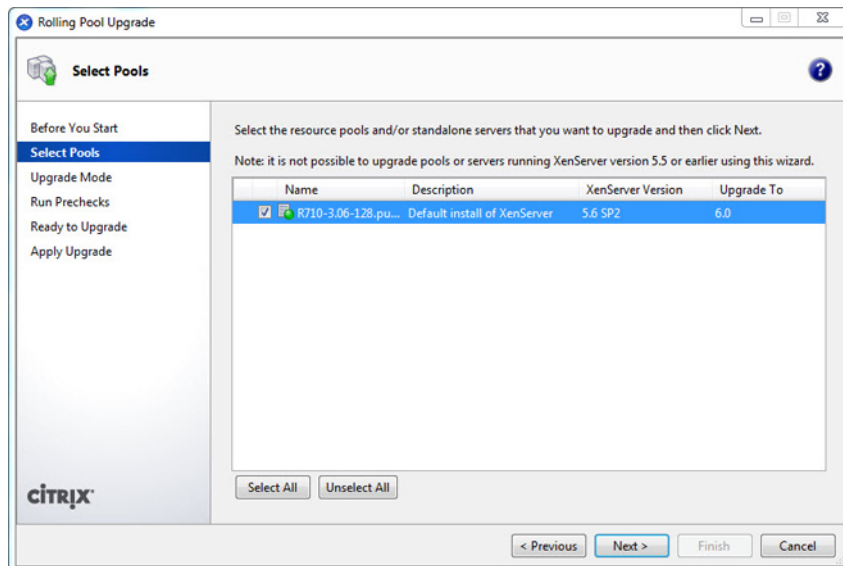 Rolling Pool Upgrade
Select Pools
?
Before You Start
Select Pools
Upgrade Mode
Run Prechecks
Ready to Upgrade
Apply Upgrade
CITRIX
Select the resource pools and/or standalone servers that you want to upgrade and then click Next.
Note: it is not possible to upgrade pools or servers running XenServer version 5.5 or earlier using this wizard.
Name Description XenServer Version Upgrade To
R710-3.06-128.pu... Default install of XenServer 5.6 SP2 6.0
Select All Unselect All
< Previous Next > Finish Cancel